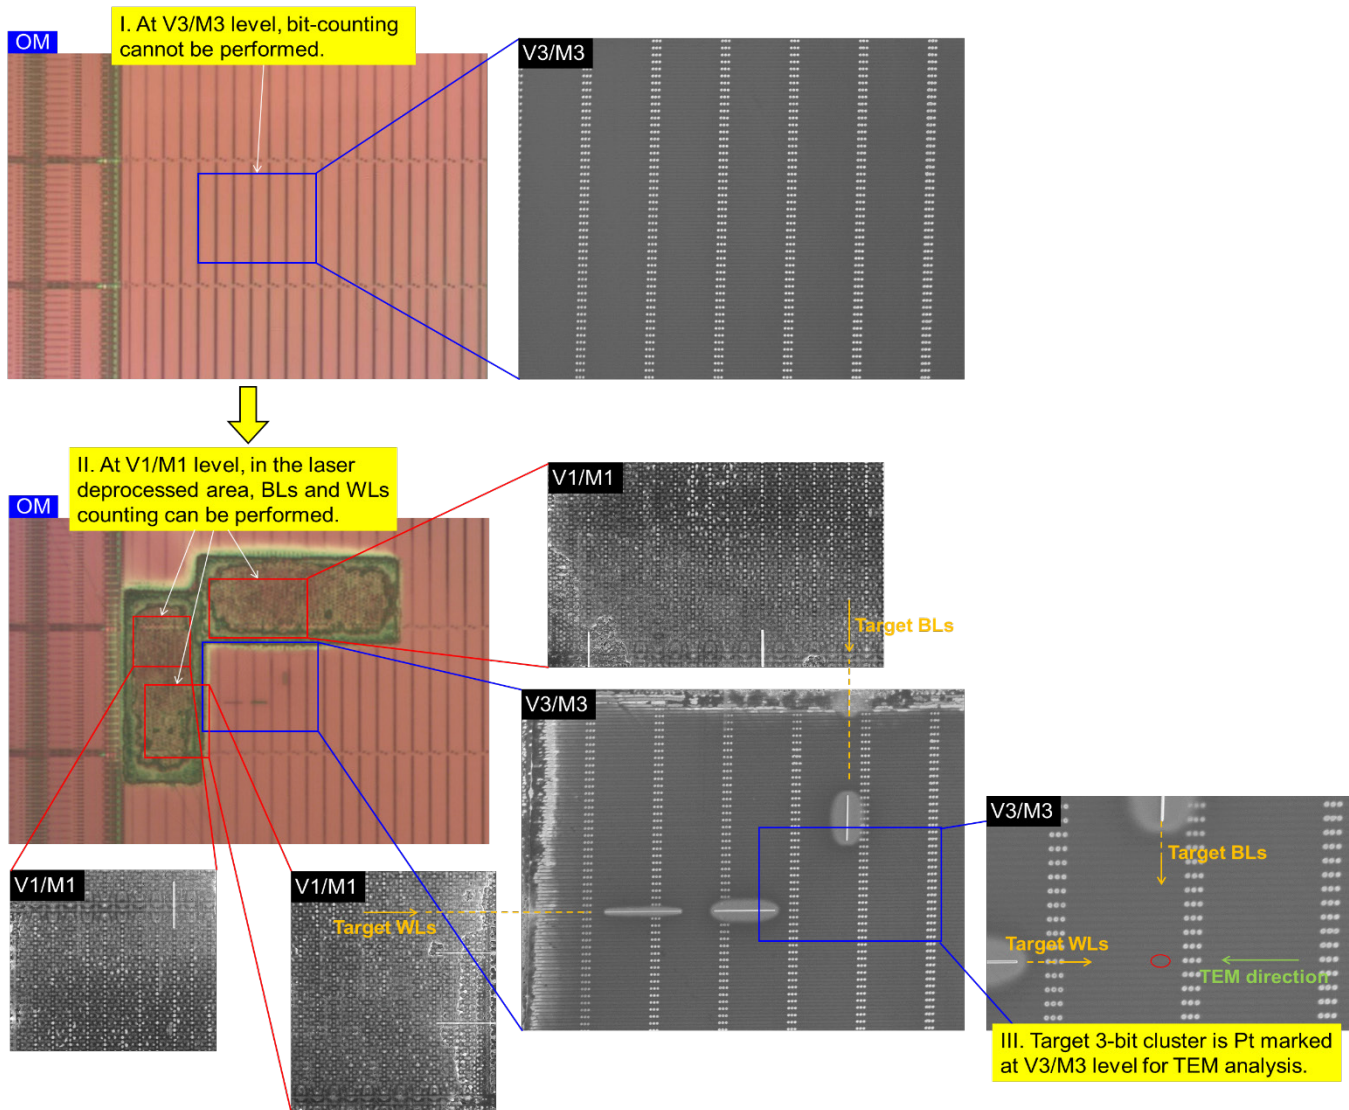 I. At V3/M3 level, bit-counting
cannot be performed.
OM
V3/M3
II. At V1/M1 level, in the laser
deprocessed area, BLs and WLs
counting can be performed.
OM
V1/M1
Target BLs
V3/M3
V1/M1
V1/M1
Target WLs
V3/M3
Target BLs
Target WLs
TEM direction
III. Target 3-bit cluster is Pt marked
at V3/M3 level for TEM analysis.